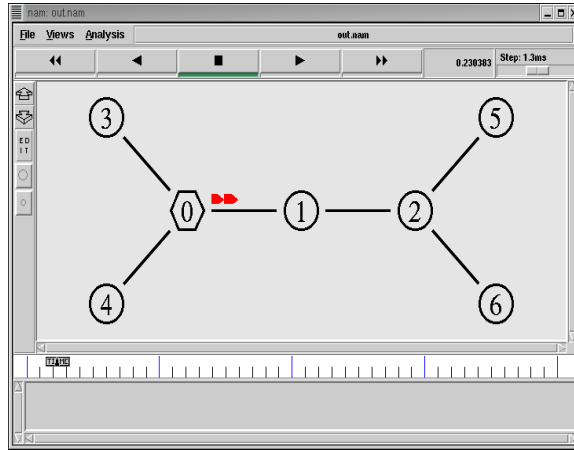 nam: out.nam
File Views Analysis out.nam
0.230383 Step: 1.3ms
3 5
ED
IT
0 1 2
4 6
TIME